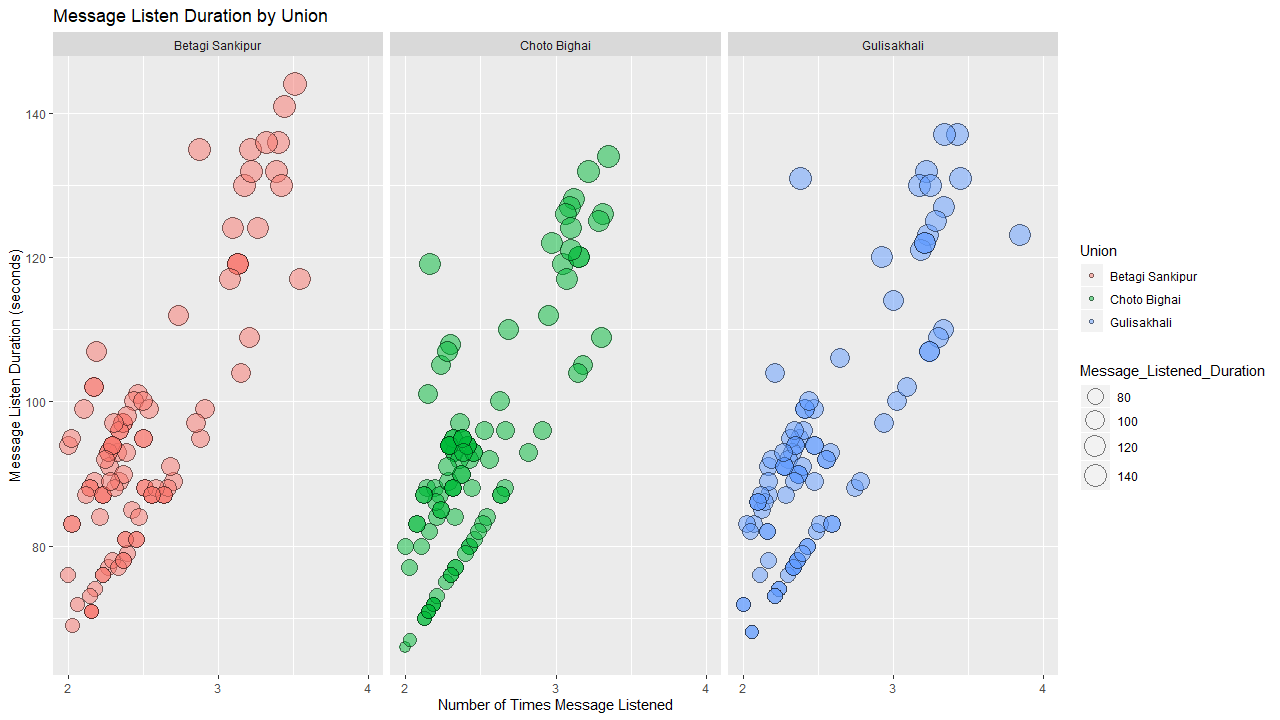 Message Listen Duration by Union
Betagi Sankipur
Choto Bighai
Gulisakhali
Message Listen Duration (seconds)
140
120
100
80
2
3
4
2
3
4
2
3
4
Number of Times Message Listened
Union
Betagi Sankipur
Choto Bighai
Gulisakhali
Message_Listened_Duration
80
100
120
140